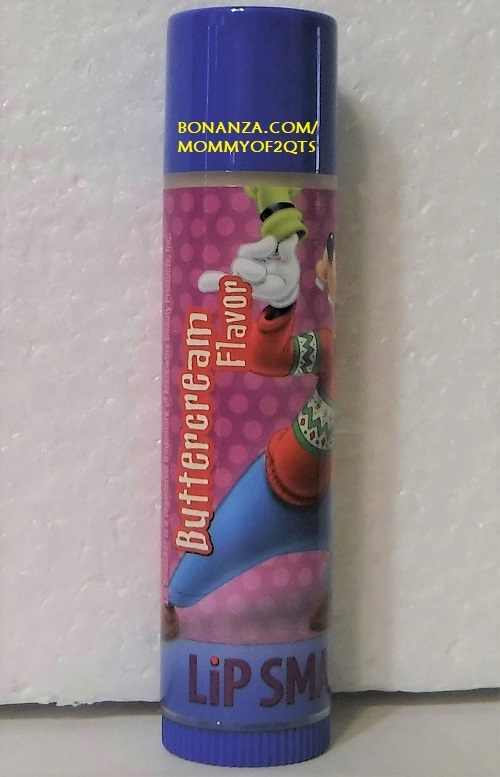 BONANZA.COM/
MOMMYOF2QTS
Buttercream
Flavor
LiP SMA